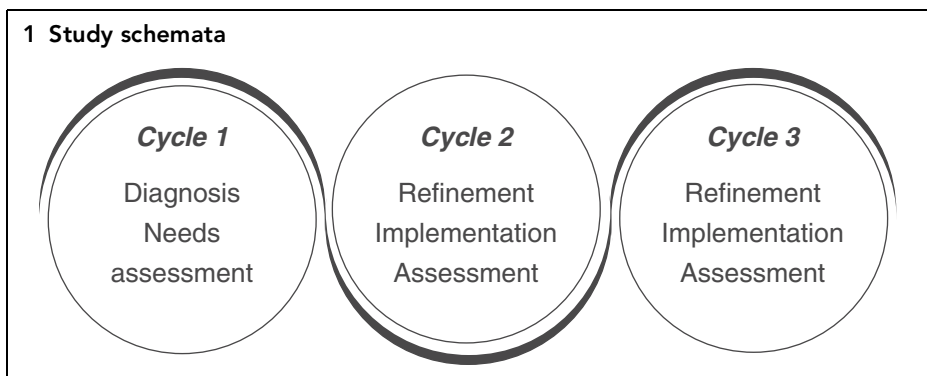 1 Study schemata
Cycle 1
Diagnosis
Needs
assessment
Cycle 2
Refinement
Implementation
Assessment
Cycle 3
Refinement
Implementation
Assessment